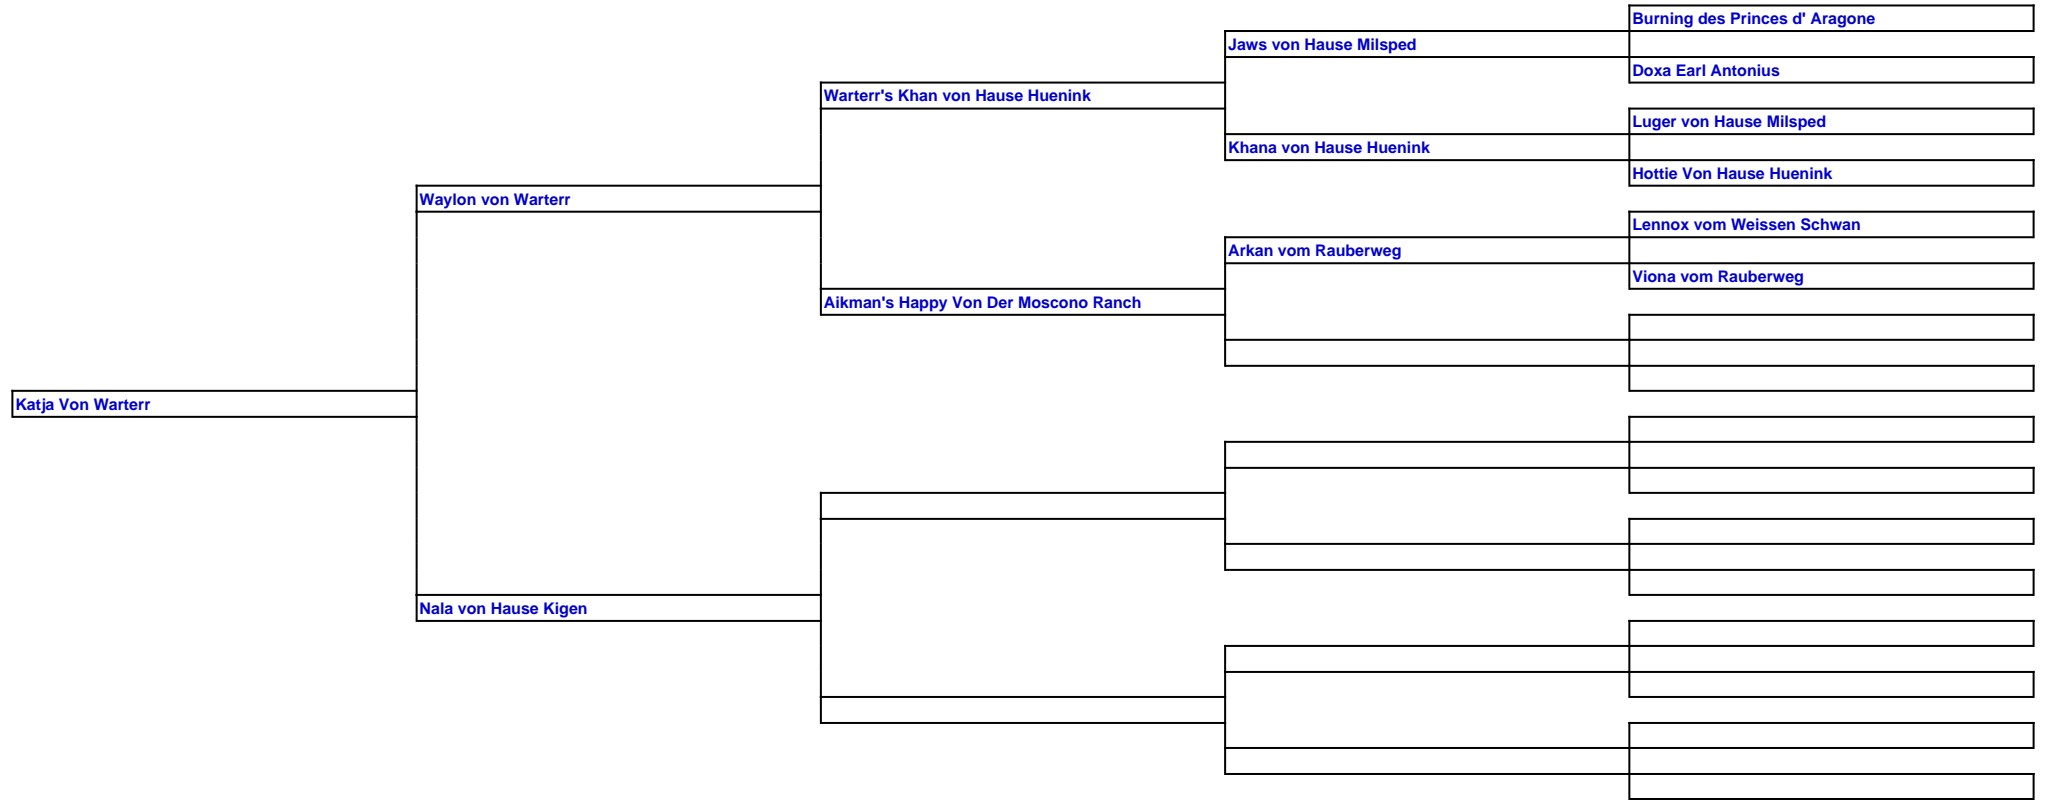 Burning des Princes d' Aragone
Jaws von Hause Milsped
Doxa Earl Antonius
Warterr's Khan von Hause Huenink
Luger von Hause Milsped
Khana von Hause Huenink
Hottie Von Hause Huenink
Waylon von Warterr
Lennox vom Weissen Schwan
Arkan vom Rauberweg
Viona vom Rauberweg
Aikman's Happy Von Der Moscono Ranch
Katja Von Warterr
Nala von Hause Kigen